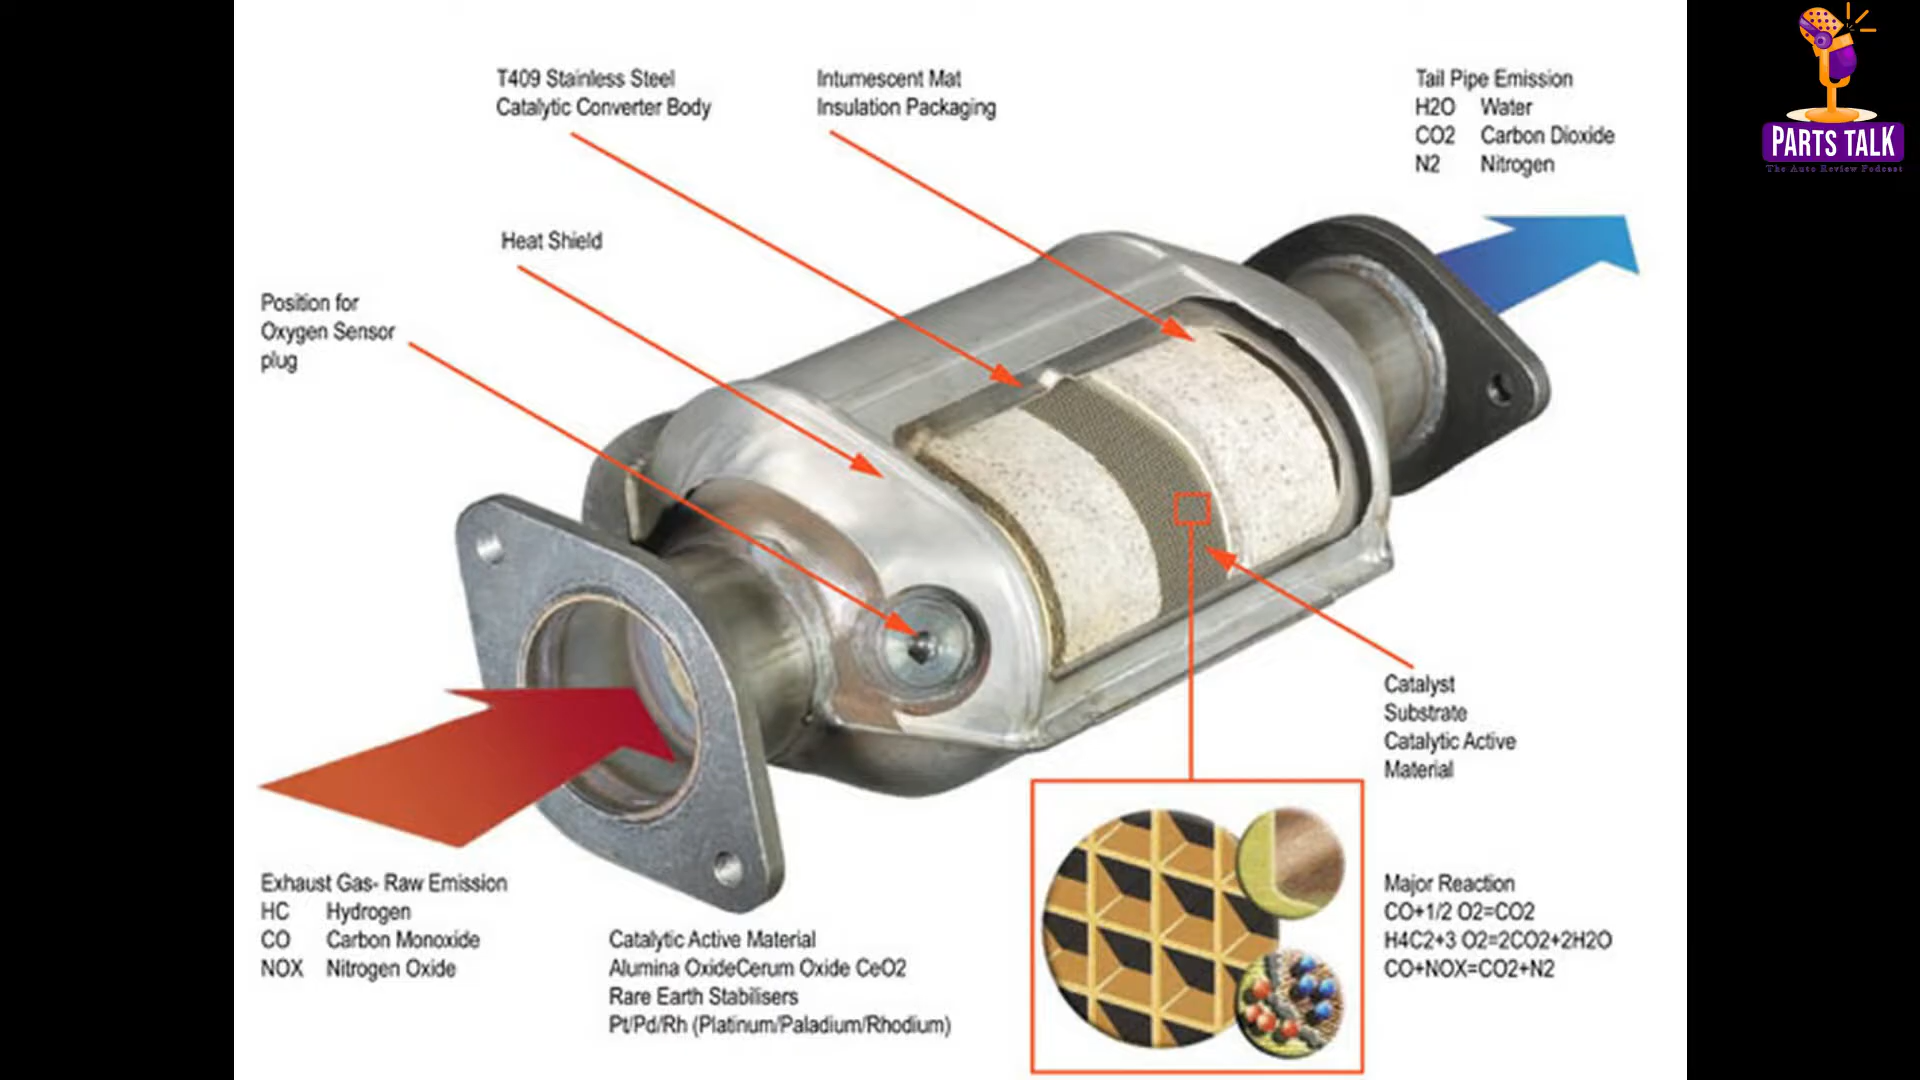 T409 Stainless Steel
Catalytic Converter Body
Intumescent Mat
Insulation Packaging
Tail Pipe Emission
H2O Water
CO2 Carbon Dioxide
N2 Nitrogen
PARTS TALK
The Auto Review Podcast
Heat Shield
Position for
Oxygen Sensor
plug
Catalyst
Substrate
Catalytic Active
Material
Exhaust Gas- Raw Emission
HC Hydrogen
CO Carbon Monoxide
NOX Nitrogen Oxide
Catalytic Active Material
Alumina OxideCerum Oxide CeO2
Rare Earth Stabilisers
Pt/Pd/Rh (Platinum/Paladium/Rhodium)
Major Reaction
CO+1/2 O2=CO2
H4C2+3 O2=2CO2+2H2O
CO+NOX=CO2+N2